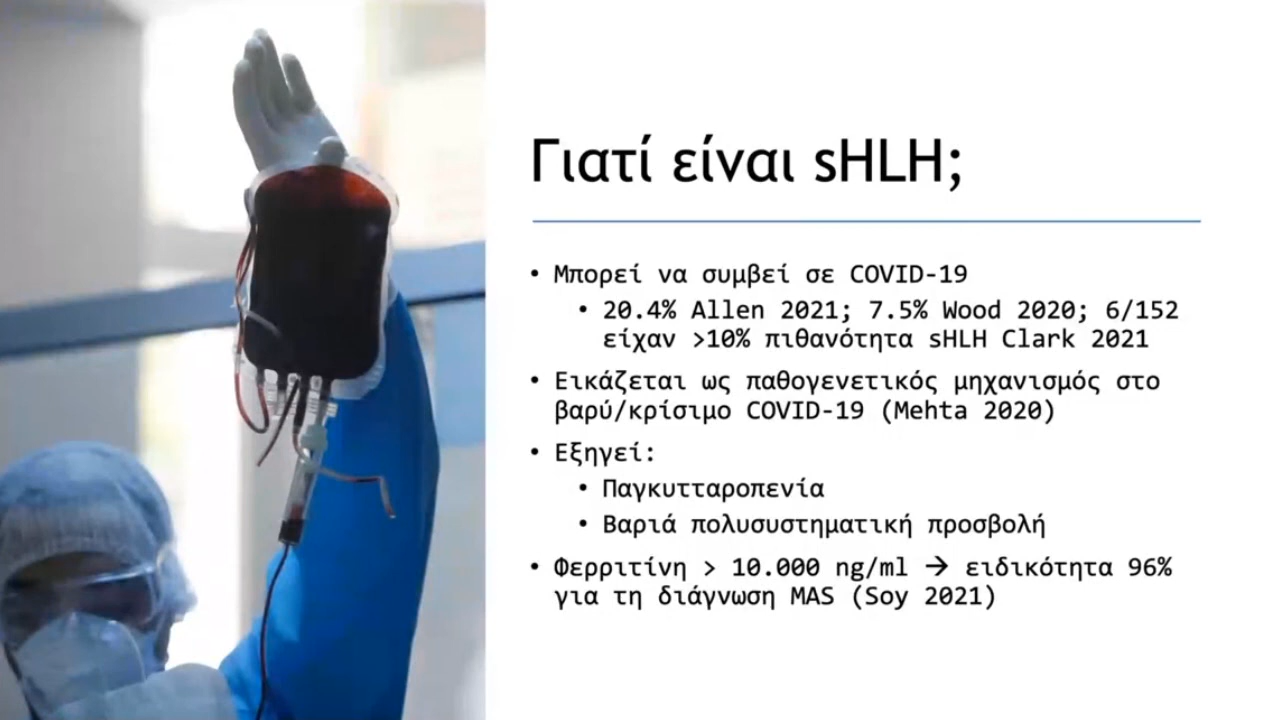 Γιατί είναι sHLH;
• Μπορεί να συμβεί σε COVID-19
• 20.4% Allen 2021; 7.5% Wood 2020; 6/152
είχαν >10% πιθανότητα sHLH Clark 2021
• Εικάζεται ως παθογενετικός μηχανισμός στο
βαρύ/κρίσιμο COVID-19 (Mehta 2020)
• Εξηγεί:
• Παγκυτταροπενία
• Βαριά πολυσυστηματική προσβολή
• Φερριτίνη > 10.000 ng/ml → ειδικότητα 96%
για τη διάγνωση MAS (Soy 2021)